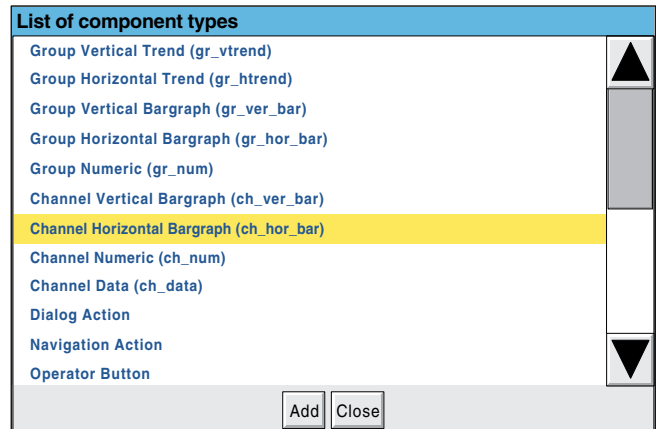 List of component types
Group Vertical Trend (gr_vtrend)
Group Horizontal Trend (gr_htrend)
Group Vertical Bargraph (gr_ver_bar)
Group Horizontal Bargraph (gr_hor_bar)
Group Numeric (gr_num)
Channel Vertical Bargraph (ch_ver_bar)
Channel Horizontal Bargraph (ch_hor_bar)
Channel Numeric (ch_num)
Channel Data (ch_data)
Dialog Action
Navigation Action
Operator Button
Add Close